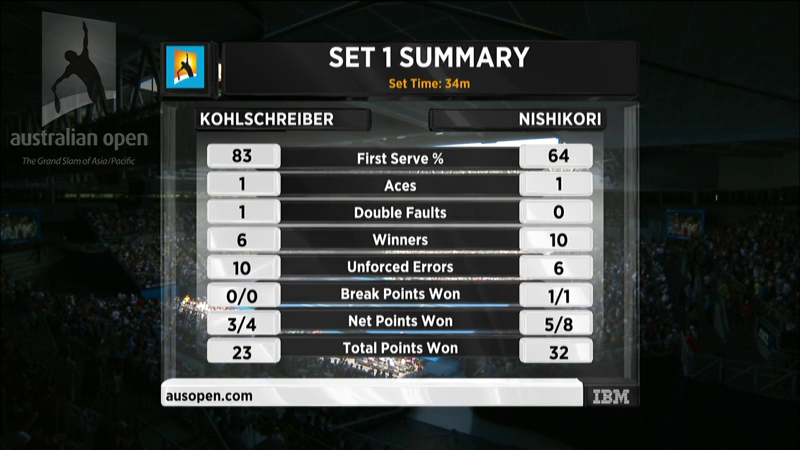 SET 1 SUMMARY
Set Time: 34m
australian open
The Grand Slam of Asia/Pacific
KOHLSCHREIBER NISHIKORI
83 First Serve % 64
1 Aces 1
1 Double Faults 0
6 Winners 10
10 Unforced Errors 6
0/0 Break Points Won 1/1
3/4 Net Points Won 5/8
23 Total Points Won 32
ausopen.com IBM